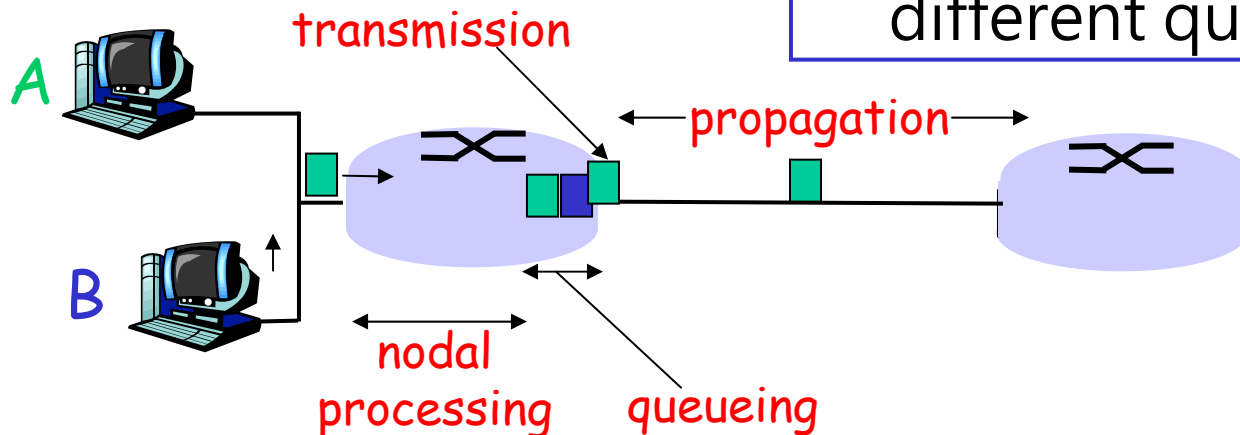 different qu
transmission
A
propagation
B
nodal
processing
queueing